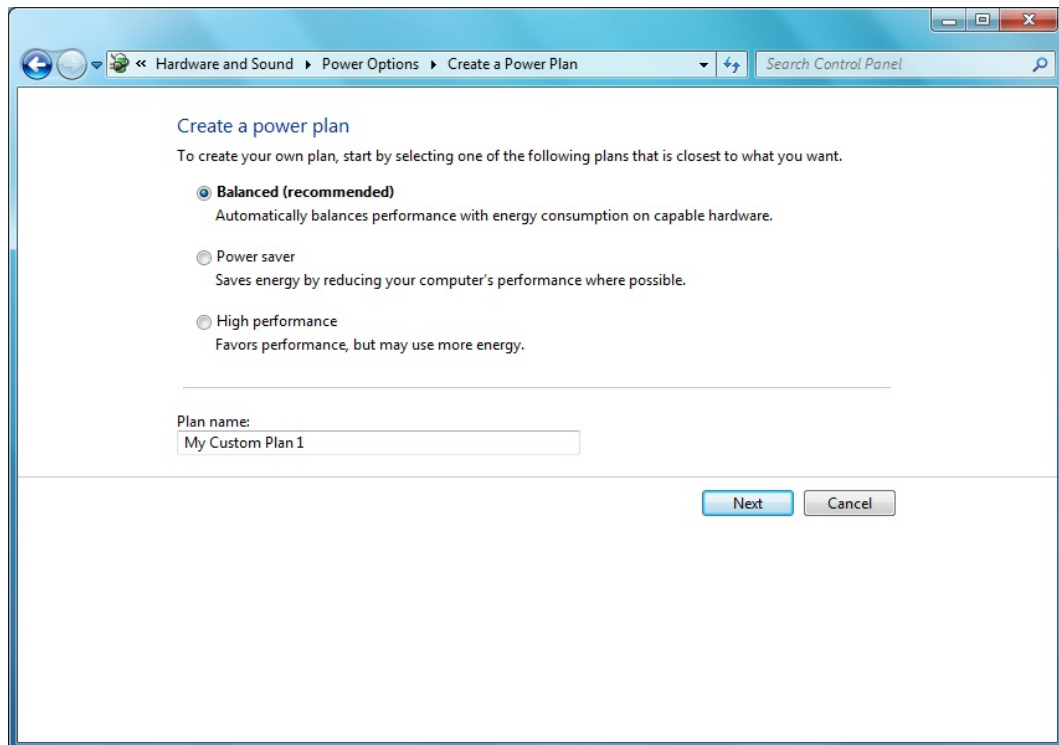 « Hardware and Sound ▸ Power Options ▸ Create a Power Plan
Search Control Panel
Create a power plan
To create your own plan, start by selecting one of the following plans that is closest to what you want.
Balanced (recommended)
Automatically balances performance with energy consumption on capable hardware.
Power saver
Saves energy by reducing your computer's performance where possible.
High performance
Favors performance, but may use more energy.
Plan name:
My Custom Plan 1
Next Cancel